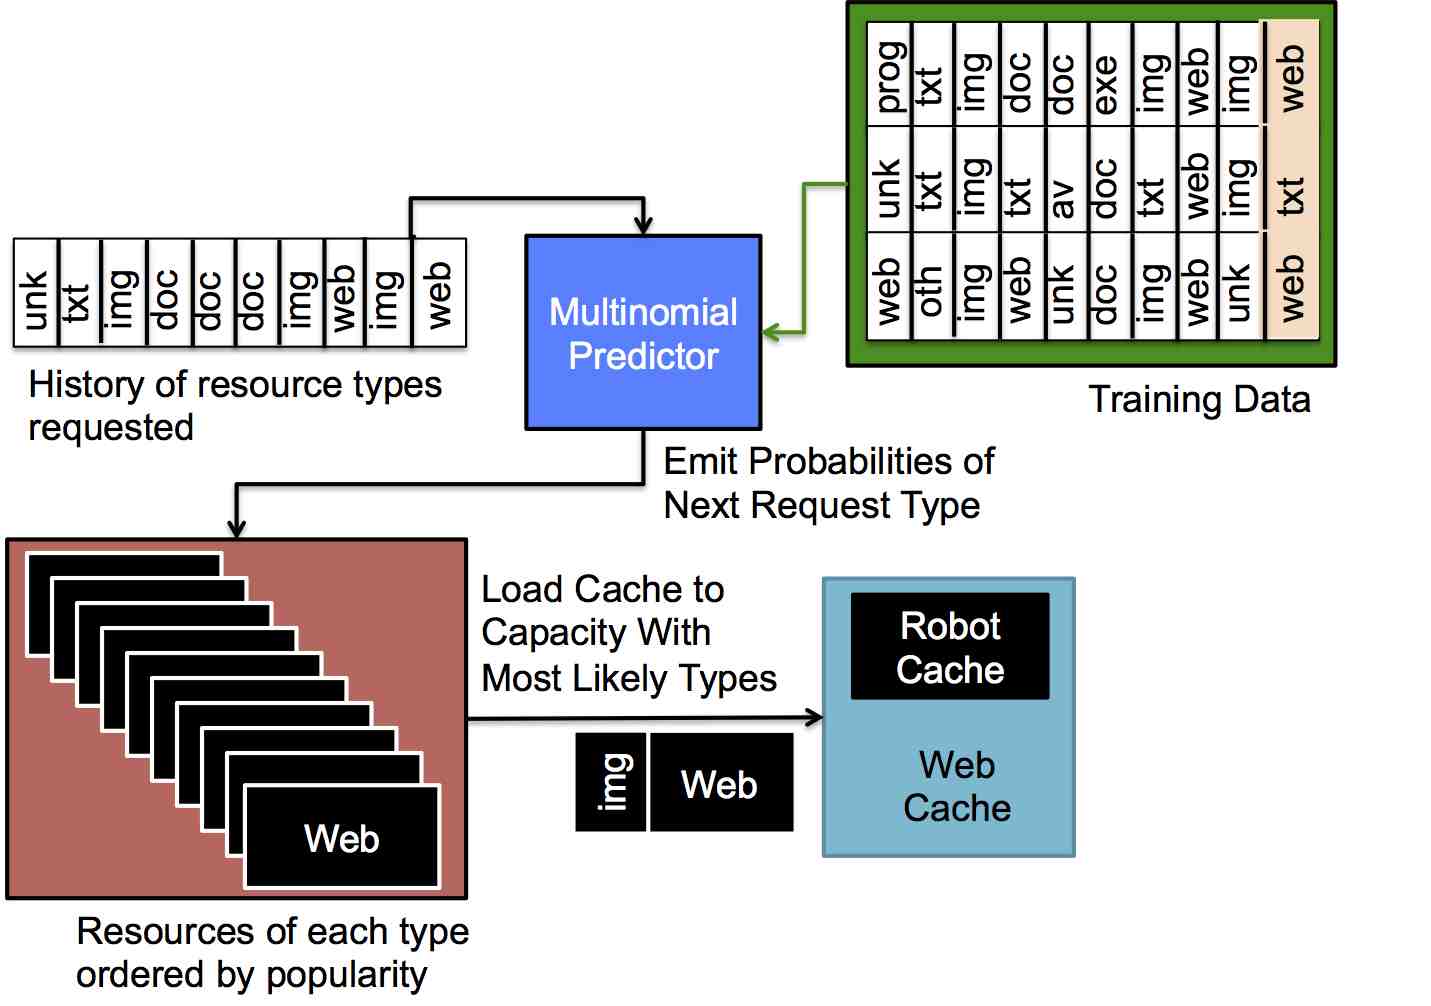 prog txt img doc doc exe img web img web
unk txt img txt av doc txt web img txt
web oth img web unk doc img web unk web
Training Data
unk txt img doc doc doc img web img web
History of resource types
requested
Multinomial
Predictor
Emit Probabilities of
Next Request Type
Load Cache to
Capacity With
Most Likely Types
img Web
Robot
Cache
Web
Cache
Web
Resources of each type
ordered by popularity